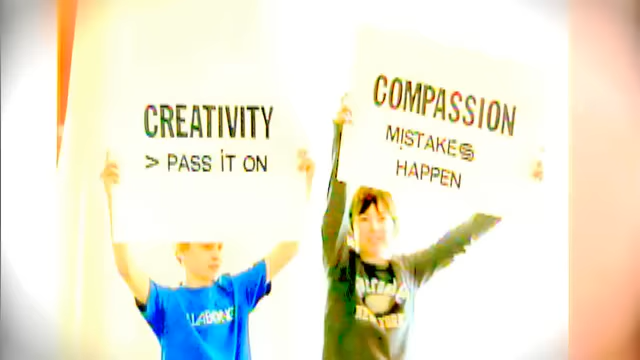 CREATIVITY
> PASS iT ON
COMPASSION
MISTAKES
HAPPEN